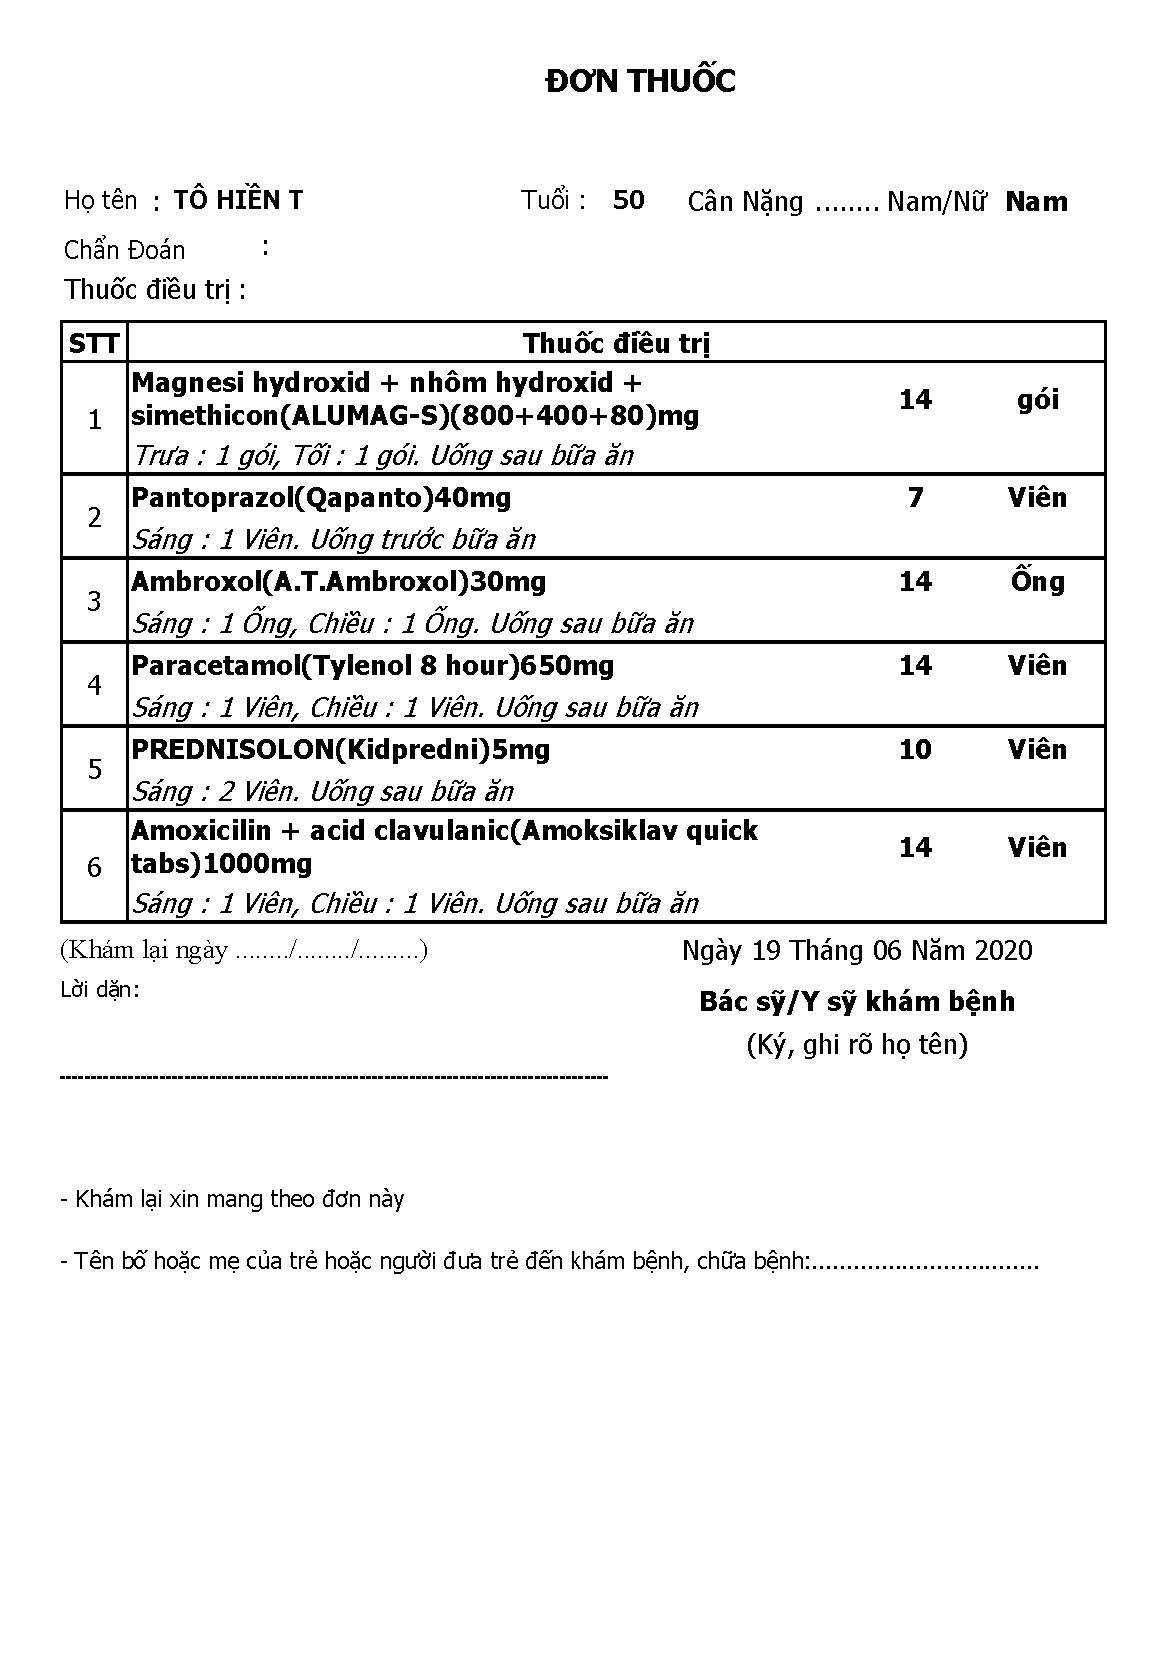 ĐƠN THUỐC
Họ tên : TÔ HIỀN T Tuổi : 50 Cân Nặng ........ Nam/Nữ Nam
Chẩn Đoán :
Thuốc điều trị :
STT Thuốc điều trị
1 Magnesi hydroxid + nhôm hydroxid +
simethicon(ALUMAG-S)(800+400+80)mg 14 gói
Trưa : 1 gói, Tối : 1 gói. Uống sau bữa ăn
2 Pantoprazol(Qapanto)40mg 7 Viên
Sáng : 1 Viên. Uống trước bữa ăn
3 Ambroxol(A.T.Ambroxol)30mg 14 Ống
Sáng : 1 Ống, Chiều : 1 Ống. Uống sau bữa ăn
4 Paracetamol(Tylenol 8 hour)650mg 14 Viên
Sáng : 1 Viên, Chiều : 1 Viên. Uống sau bữa ăn
5 PREDNISOLON(Kidpredni)5mg 10 Viên
Sáng : 2 Viên. Uống sau bữa ăn
6 Amoxicilin + acid clavulanic(Amoksiklav quick
tabs)1000mg 14 Viên
Sáng : 1 Viên, Chiều : 1 Viên. Uống sau bữa ăn
(Khám lại ngày ......../......../.........) Ngày 19 Tháng 06 Năm 2020
Lời dặn:
Bác sỹ/Y sỹ khám bệnh
(Ký, ghi rõ họ tên)
- Khám lại xin mang theo đơn này
- Tên bố hoặc mẹ của trẻ hoặc người đưa trẻ đến khám bệnh, chữa bệnh:.................................